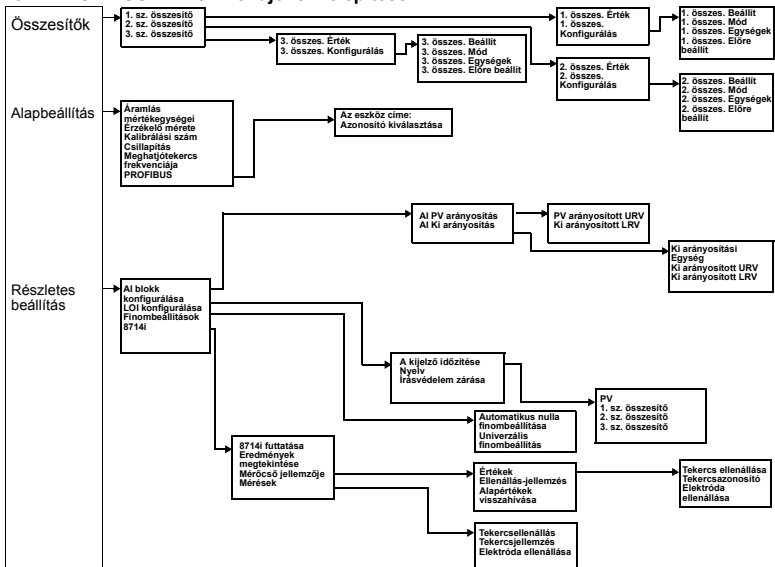 Összesítők
1. sz. összesítő
2. sz. összesítő
3. sz. összesítő
3. összes. Érték
3. összes. Konfigurálás
3. összes. Beállít
3. összes. Mód
3. összes. Egységek
3. összes. Előre beállít
1. összes. Érték
1. összes.
Konfigurálás
1. összes. Beállít
1. összes. Mód
1. összes. Egységek
1. összes. Előre
beállít
2. összes. Érték
2. összes.
Konfigurálás
2. összes. Beállít
2. összes. Mód
2. összes. Egységek
2. összes. Előre
beállít
Alapbeállítás
Áramlás
mértékegységei
Érzékelő mérete
Kalibrálási szám
Csillapítás
Meghatjótekercs
frekvenciája
PROFIBUS
Az eszköz címe:
Azonosító kiválasztása
Részletes
beállítás
AI blokk
konfigurálása
LOI konfigurálása
Finombeállítások
8714i
AI PV arányosítás
AI Ki arányosítás
PV arányosított URV
Ki arányosított LRV
Ki arányosítási
Egység
Ki arányosított URV
Ki arányosított LRV
A kijelző időzítése
Nyelv
Írásvédelem zárása
PV
1. sz. összesítő
2. sz. összesítő
3. sz. összesítő
Automatikus nulla
finombeállítása
Univerzális
finombeállítás
8714i futtatása
Eredmények
megtekintése
Mérőcső jellemzője
Mérések
Értékek
Ellenállás-jellemzés
Alapértékek
visszahívása
Tekercs ellenállása
Tekercsazonosító
Elektróda
ellenállása
Tekercsellenállás
Tekercsjellemzés
Elektróda ellenállása